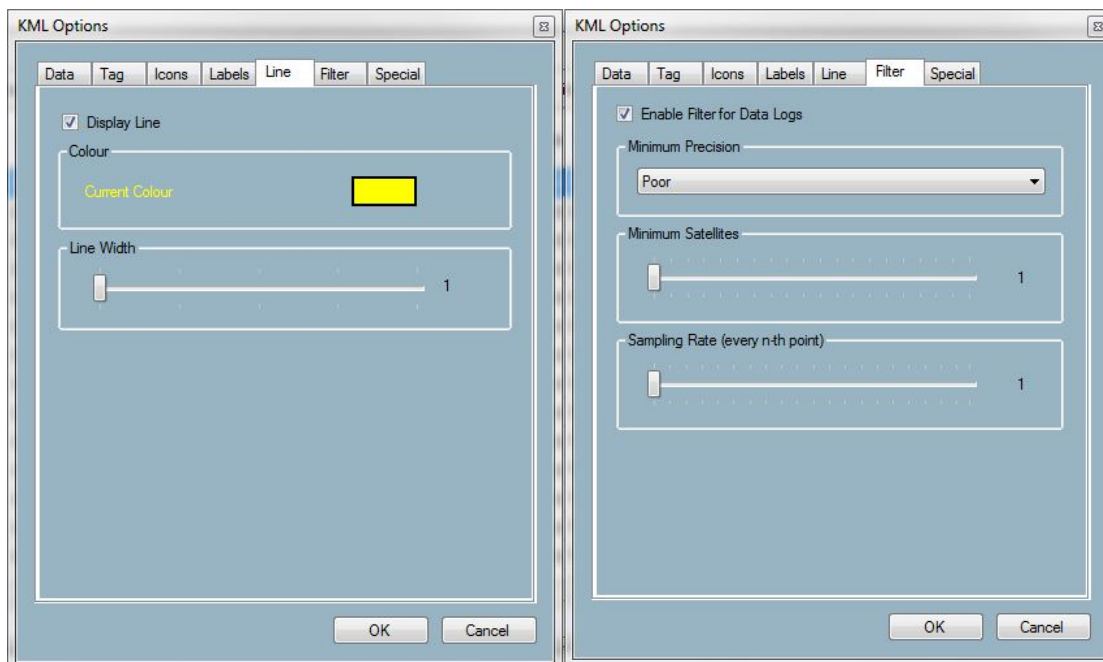 KML Options
Data Tag Icons Labels Line Filter Special
Display Line
Colour
Current Colour
Line Width
1
OK Cancel
KML Options
Data Tag Icons Labels Line Filter Special
Enable Filter for Data Logs
Minimum Precision
Poor
Minimum Satellites
1
Sampling Rate (every n-th point)
1
OK Cancel